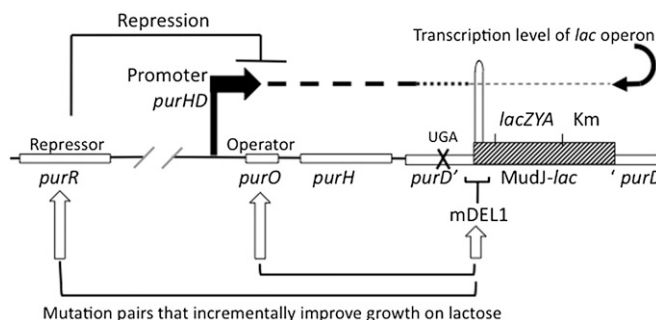 Repression
Transcription level of lac operon
Promoter
purHD
lacZYA
Km
UGA
Repressor
Operator
purR
purO
purH
purD'
MudJ-lac
' purD
mDEL1
Mutation pairs that incrementally improve growth on lactose